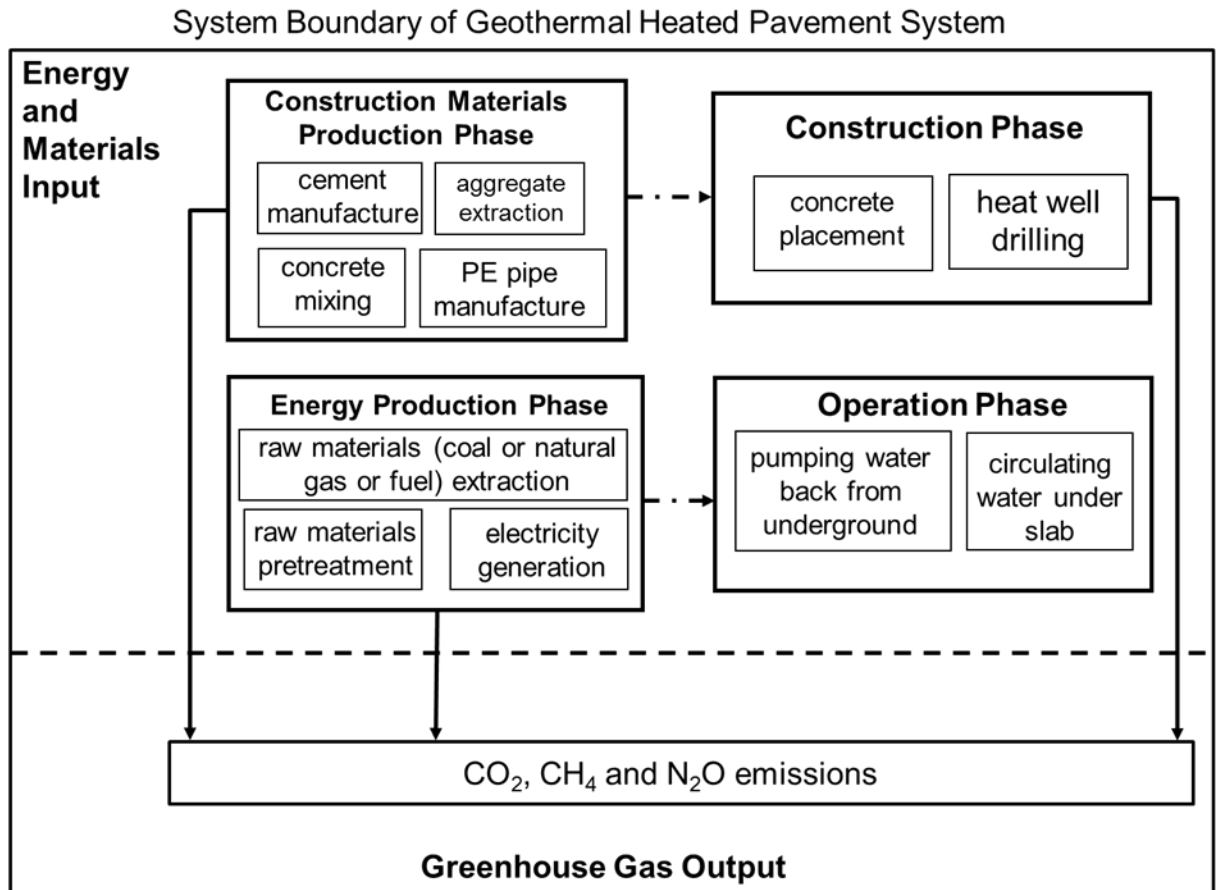 System Boundary of Geothermal Heated Pavement System
Energy
and
Materials
Input
Construction Materials
Production Phase
cement
manufacture
aggregate
extraction
concrete
mixing
PE pipe
manufacture
Construction Phase
concrete
placement
heat well
drilling
Energy Production Phase
raw materials (coal or natural
gas or fuel) extraction
raw materials
pretreatment
electricity
generation
Operation Phase
pumping water
back from
underground
circulating
water under
slab
CO₂, CH₄ and N₂O emissions
Greenhouse Gas Output